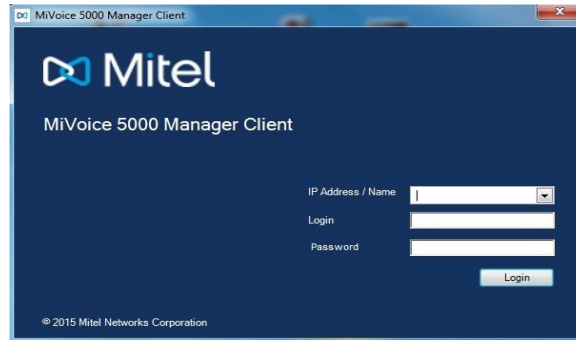 MiVoice 5000 Manager Client
Mitel
MiVoice 5000 Manager Client
IP Address / Name
Login
Password
Login
© 2015 Mitel Networks Corporation